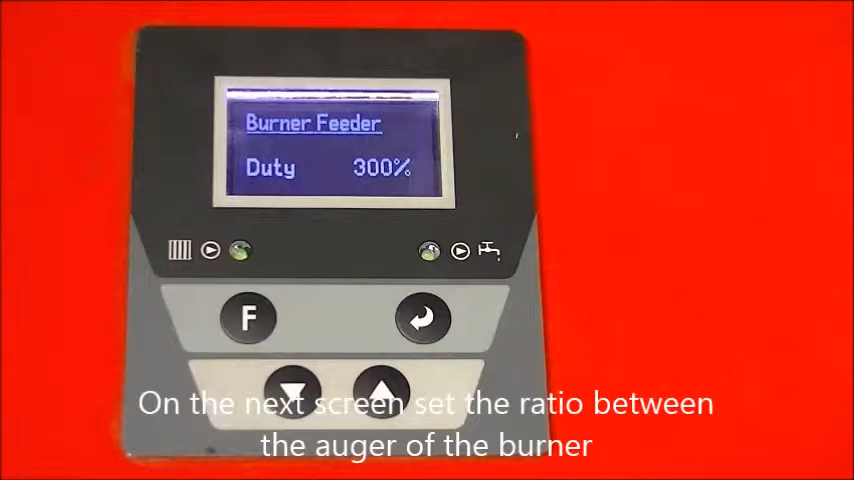 Burner Feeder
Duty 300%
F
On the next screen set the ratio between
the auger of the burner